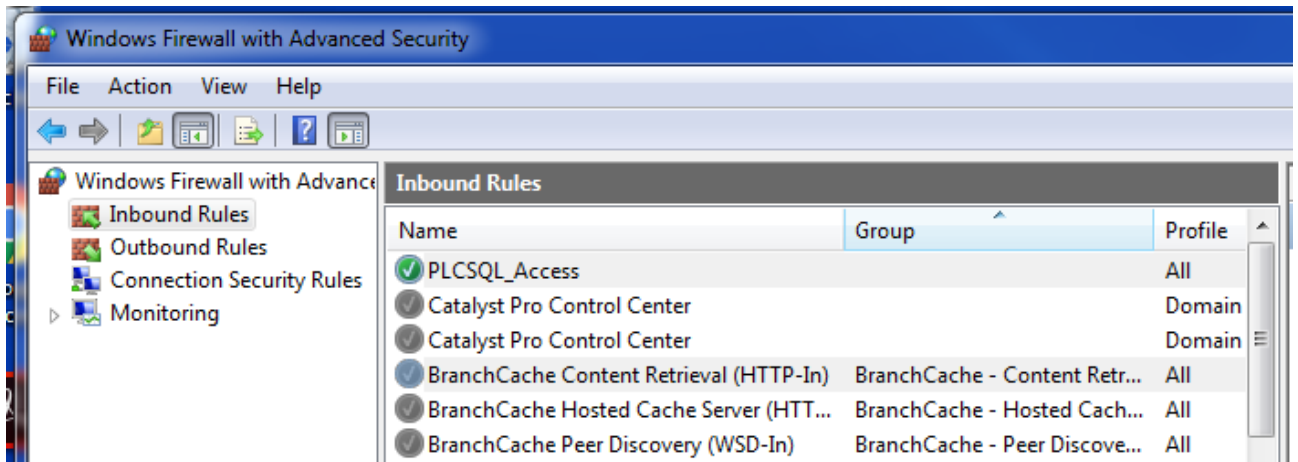 Windows Firewall with Advanced Security
File Action View Help
Windows Firewall with Advance
Inbound Rules
Outbound Rules
Connection Security Rules
Monitoring
Inbound Rules
Name Group Profile
PLCSQL_Access All
Catalyst Pro Control Center Domain
Catalyst Pro Control Center Domain
BranchCache Content Retrieval (HTTP-In) BranchCache - Content Retr... All
BranchCache Hosted Cache Server (HTT... BranchCache - Hosted Cach... All
BranchCache Peer Discovery (WSD-In) BranchCache - Peer Discove... All